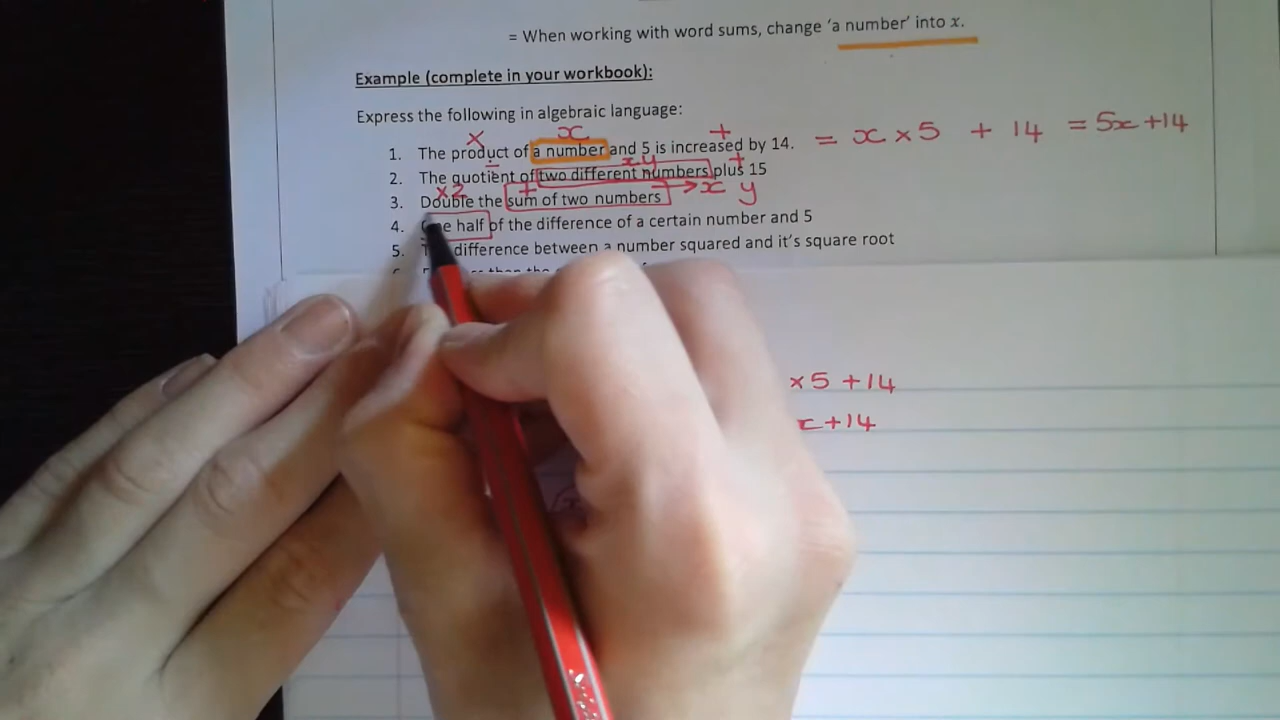 = When working with word sums, change 'a number' into x.
Example (complete in your workbook):
Express the following in algebraic language:
× x +
1. The product of a number and 5 is increased by 14. = x × 5 + 14 = 5x + 14
÷ x y +
2. The quotient of two different numbers plus 15
×2 + → x y
3. Double the sum of two numbers
4. half of the difference of a certain number and 5
5. difference between a number squared and it's square root
than the
× 5 + 14
x + 14